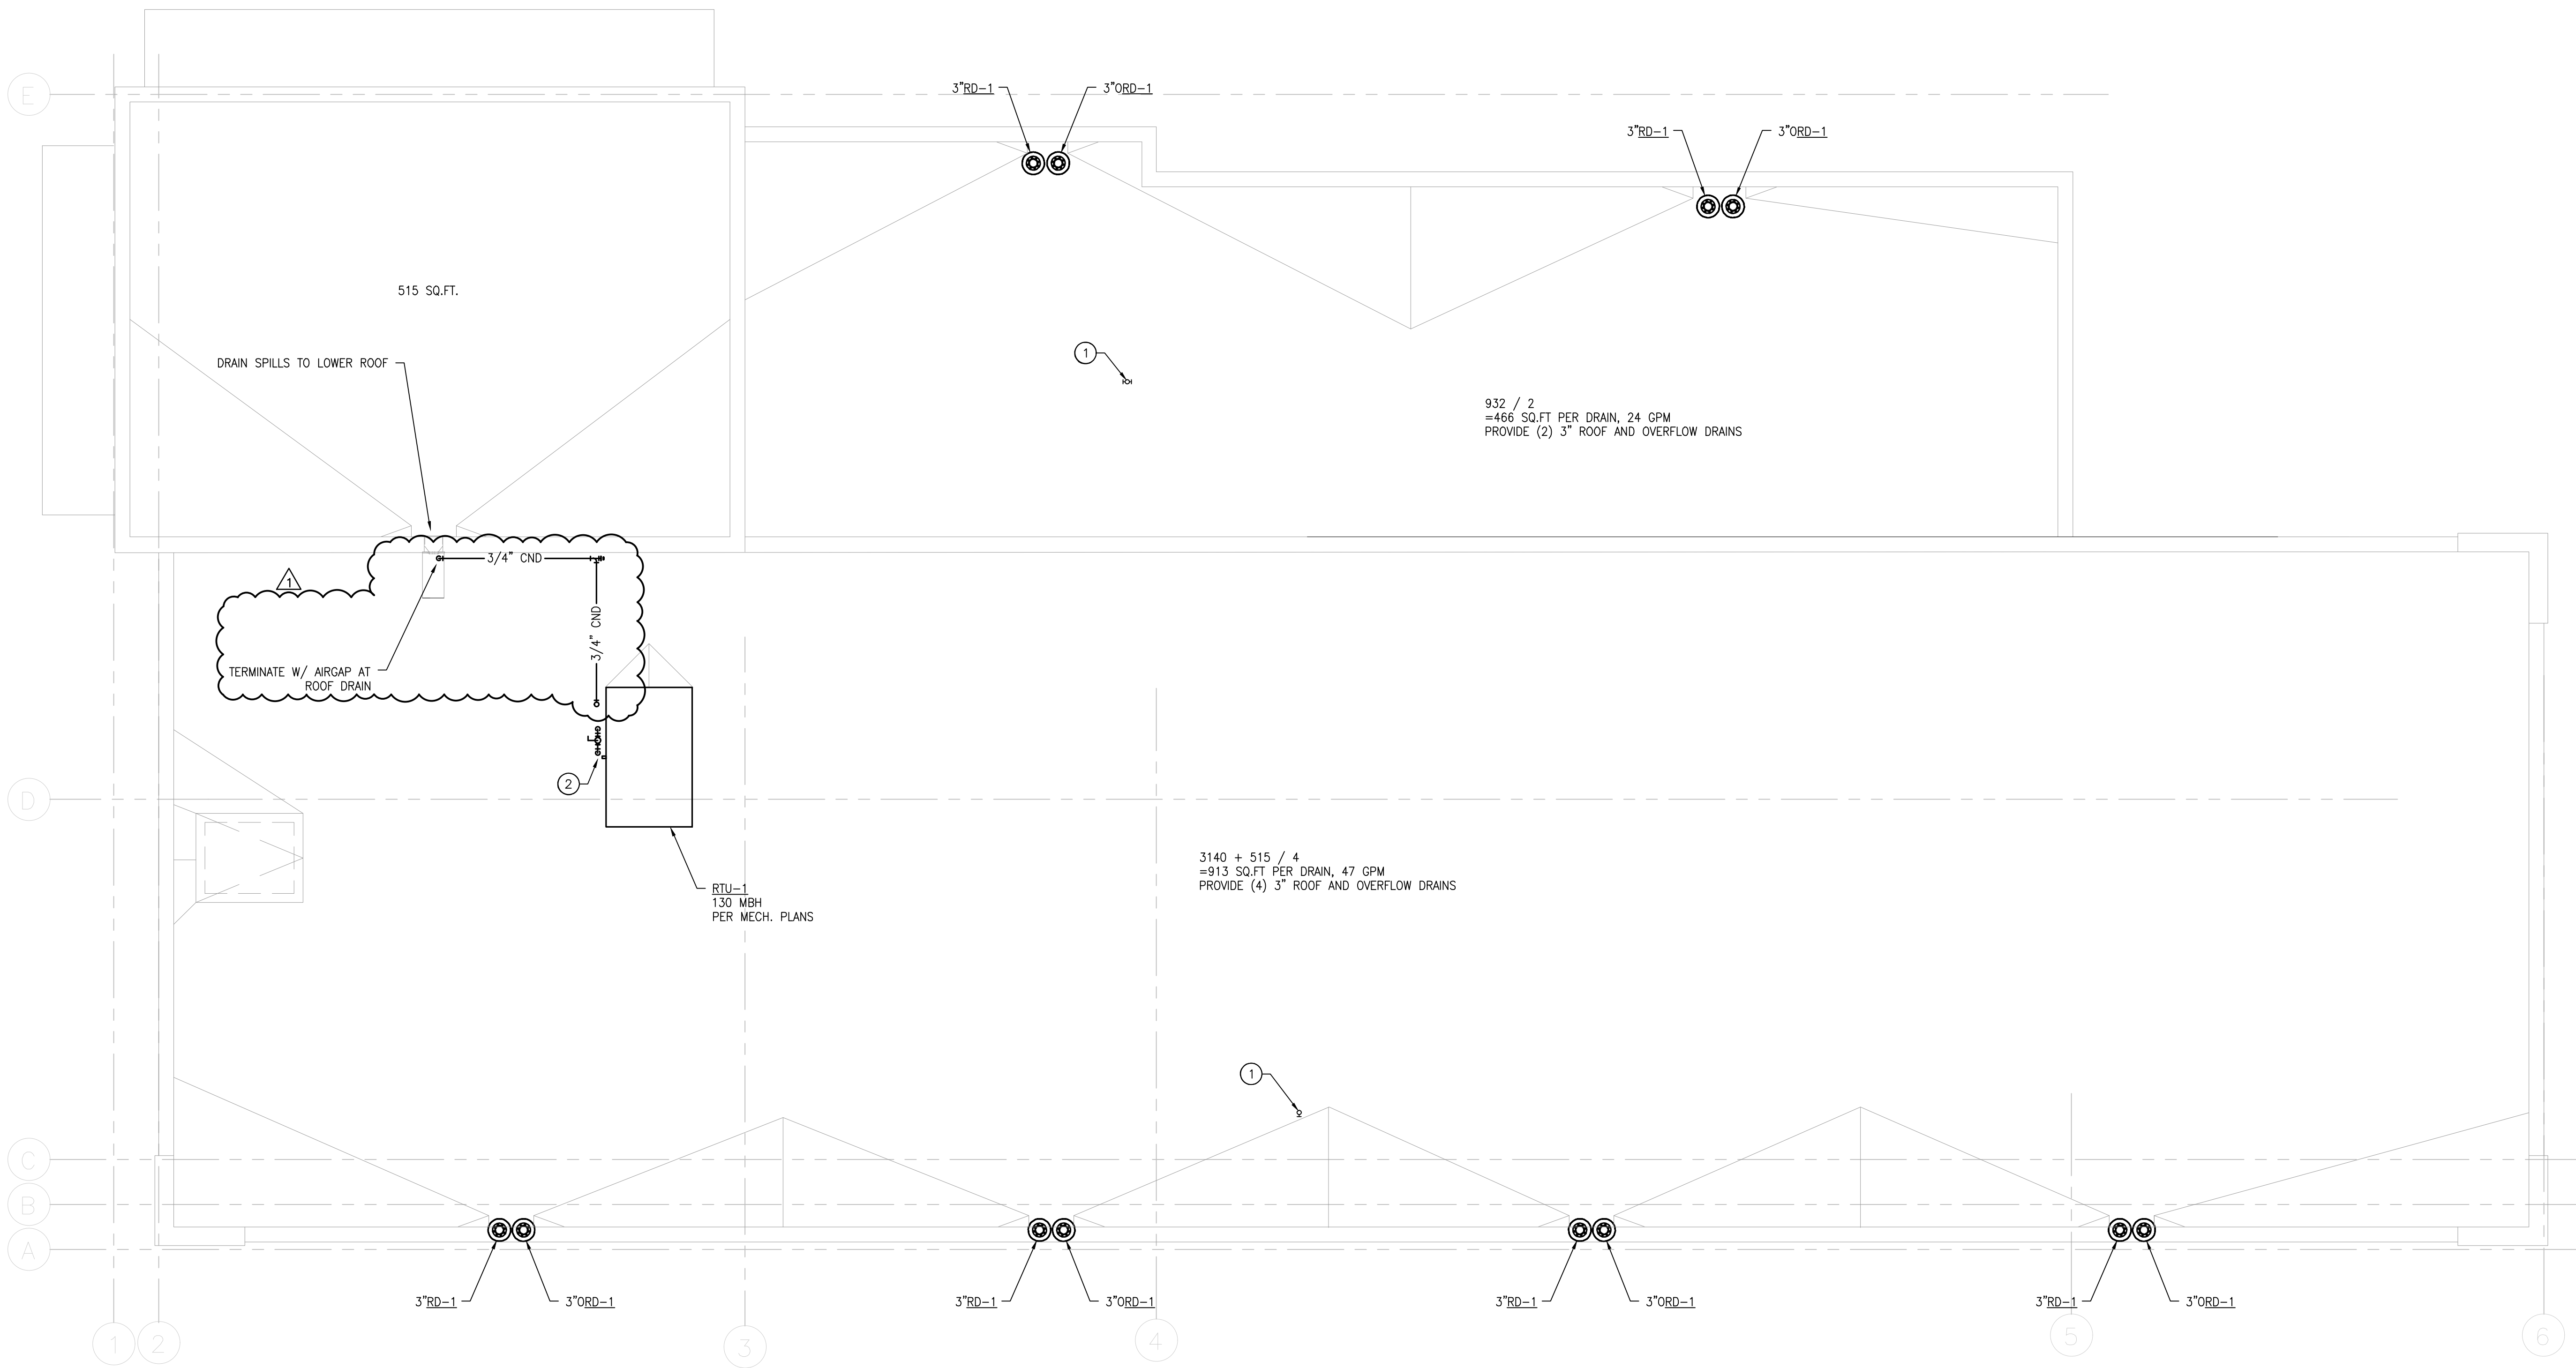 E
3"RD-1
3"ORD-1
3"RD-1
3"ORD-1
515 SQ.FT.
DRAIN SPILLS TO LOWER ROOF
1
932 / 2
=466 SQ.FT PER DRAIN, 24 GPM
PROVIDE (2) 3" ROOF AND OVERFLOW DRAINS
3/4" CND
1
3/4" CND
TERMINATE W/ AIRGAP AT
ROOF DRAIN
2
D
3140 + 515 / 4
=913 SQ.FT PER DRAIN, 47 GPM
PROVIDE (4) 3" ROOF AND OVERFLOW DRAINS
RTU-1
130 MBH
PER MECH. PLANS
1
C
B
A
3"RD-1
3"ORD-1
3"RD-1
3"ORD-1
3"RD-1
3"ORD-1
3"RD-1
3"ORD-1
1
2
3
4
5
6